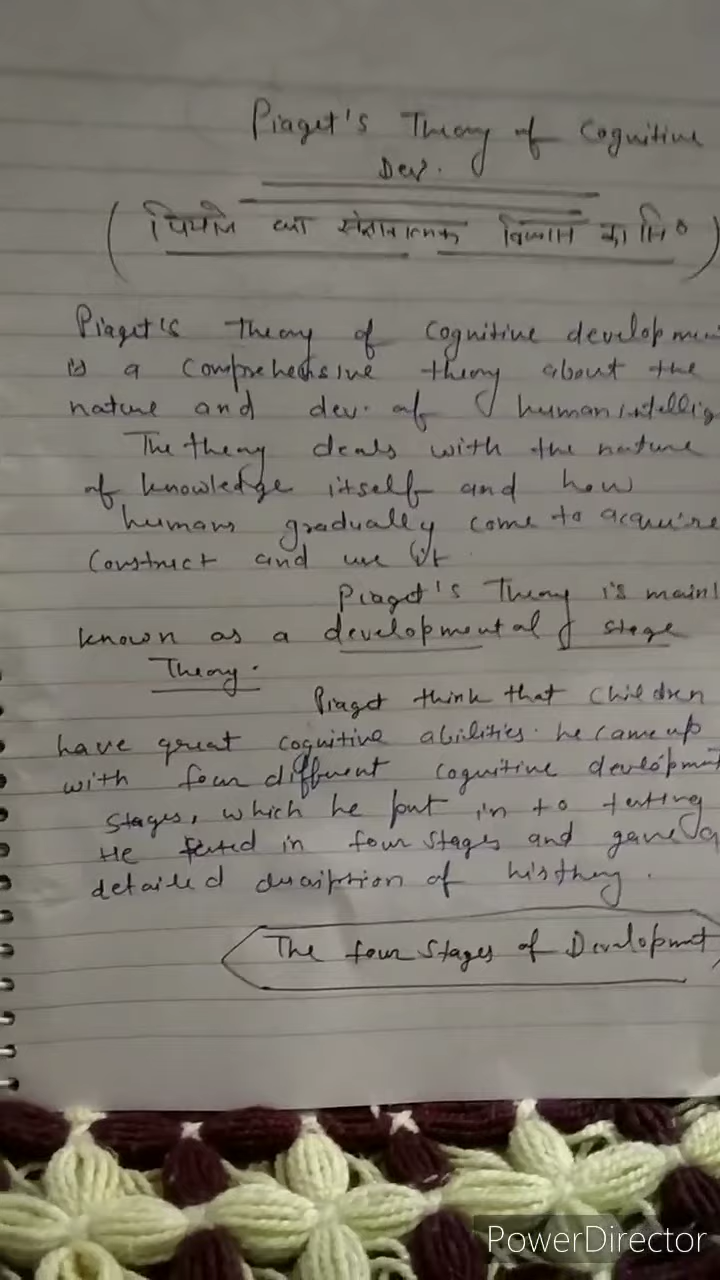 Piaget's Theory of Cognitive
Dev.
(पियाजे का संज्ञानात्मक विकास का सि०)
Piaget's Theory of Cognitive developmen
is a Comprehensive theory about the
nature and dev. of human intellig
The theory deals with the nature
of knowledge itself and how
humans gradually come to acquire
Construct and use it.
Piaget's Theory is mainl
known as a developmental stage
Theory.
Piaget think that children
have great cognitive abilities. he came up
with four different cognitive development
Stages, which he put in to testing
He in four stages and gave a
detailed description of his theory.
The four Stages of Developmnt
PowerDirector